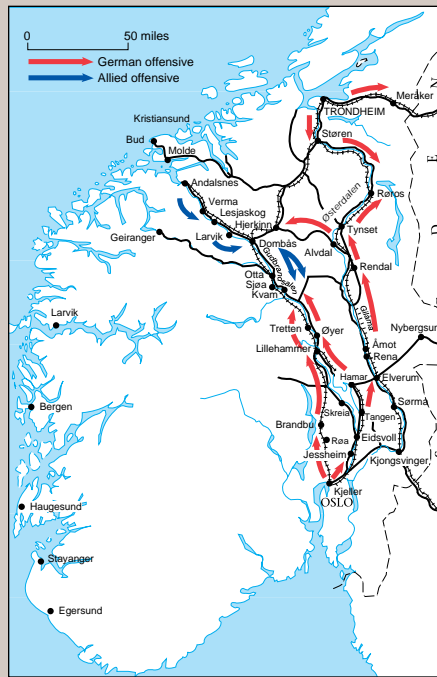 0 50 miles
German offensive
Allied offensive
Meraker
TRONDHEIM
Kristiansund
Støren
Bud
Molde
Andalsnes
Østerdalen
Røros
Verma
Lesjaskog
Hjerkinn
Tynset
Geiranger
Larvik
Dombås
Alvdal
Gudbrandsdalen
Rendal
Otta
Sjøa
Kvam
Glåma
Larvik
Tretten
Øyer
Nybergsun
Lillehammer
Åmot
Rena
Hamar
Elverum
Bergen
Skreia
Sørma
Brandbu
Tangen
Røa
Eidsvoll
Jessheim
Kjongsvinger
Kjeller
OSLO
Haugesund
Stavanger
Egersund
E
D